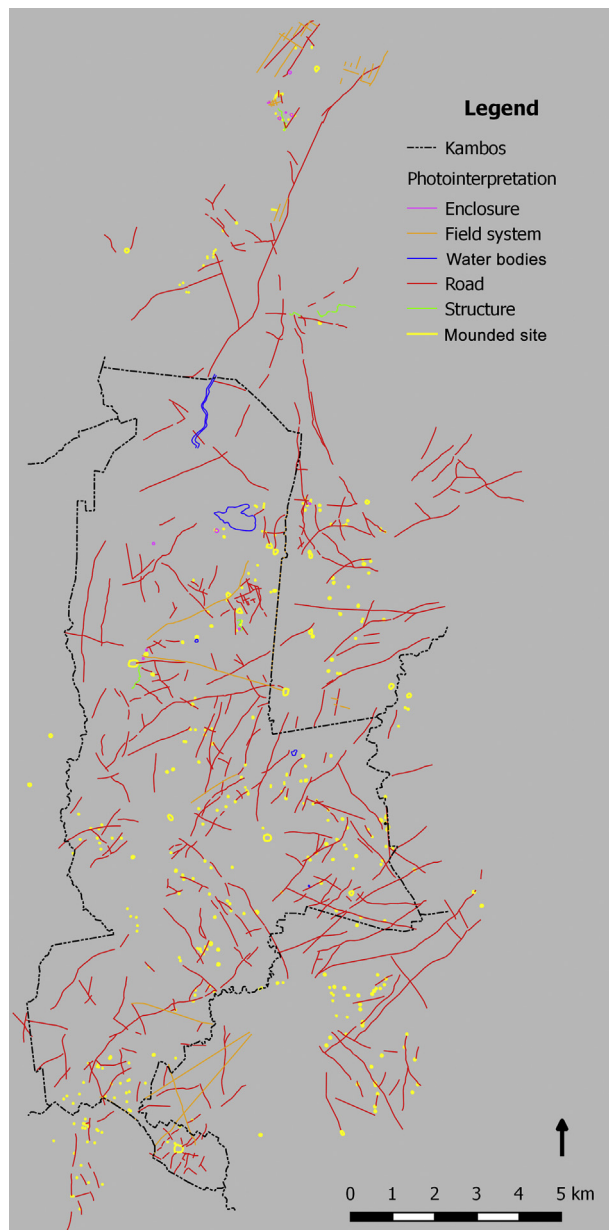 Legend
Kambos
Photointerpretation
Enclosure
Field system
Water bodies
Road
Structure
Mounded site
0 1 2 3 4 5 km